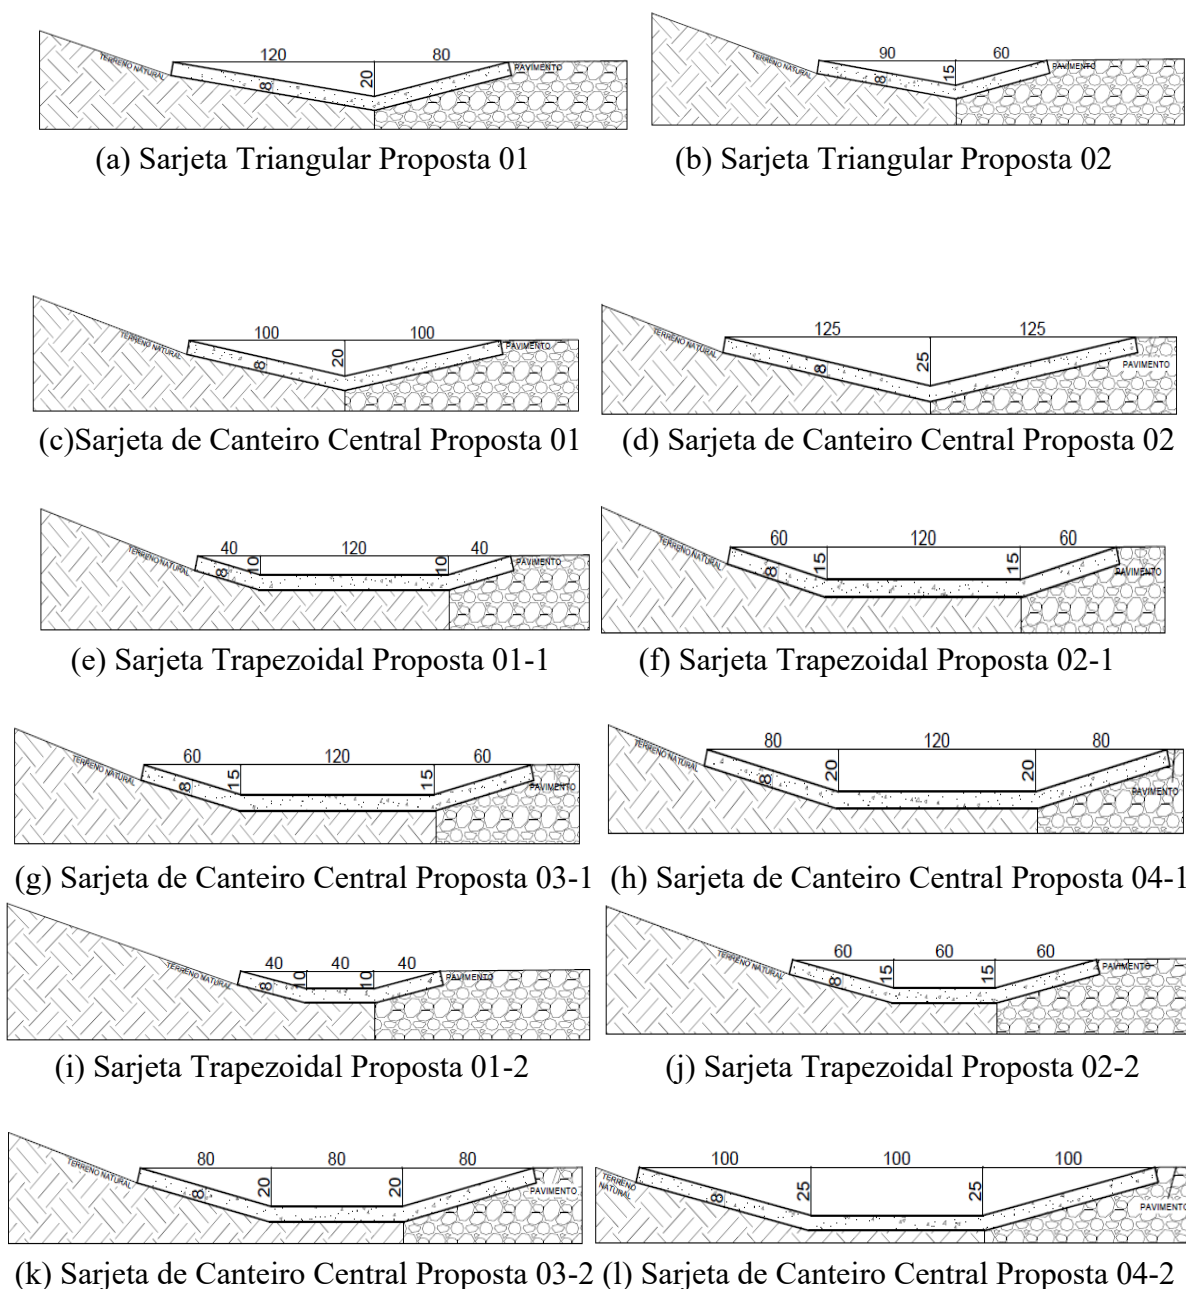 120 80
TERRENO NATURAL 8 20 PAVIMENTO
(a) Sarjeta Triangular Proposta 01
90 60
TERRENO NATURAL 8 15 PAVIMENTO
(b) Sarjeta Triangular Proposta 02
100 100
TERRENO NATURAL 8 20 PAVIMENTO
(c)Sarjeta de Canteiro Central Proposta 01
125 125
TERRENO NATURAL 8 25 PAVIMENTO
(d) Sarjeta de Canteiro Central Proposta 02
40 120 40
TERRENO NATURAL 8 10 10 PAVIMENTO
(e) Sarjeta Trapezoidal Proposta 01-1
60 120 60
TERRENO NATURAL 8 15 15 PAVIMENTO
(f) Sarjeta Trapezoidal Proposta 02-1
60 120 60
TERRENO NATURAL 8 15 15 PAVIMENTO
(g) Sarjeta de Canteiro Central Proposta 03-1
80 120 80
TERRENO NATURAL 8 20 20 PAVIMENTO
(h) Sarjeta de Canteiro Central Proposta 04-1
40 40 40
TERRENO NATURAL 8 10 10 PAVIMENTO
(i) Sarjeta Trapezoidal Proposta 01-2
60 60 60
TERRENO NATURAL 8 15 15 PAVIMENTO
(j) Sarjeta Trapezoidal Proposta 02-2
80 80 80
TERRENO NATURAL 8 20 20 PAVIMENTO
(k) Sarjeta de Canteiro Central Proposta 03-2
100 100 100
TERRENO
NATURAL 8 25 25 PAVIMENTO
(l) Sarjeta de Canteiro Central Proposta 04-2